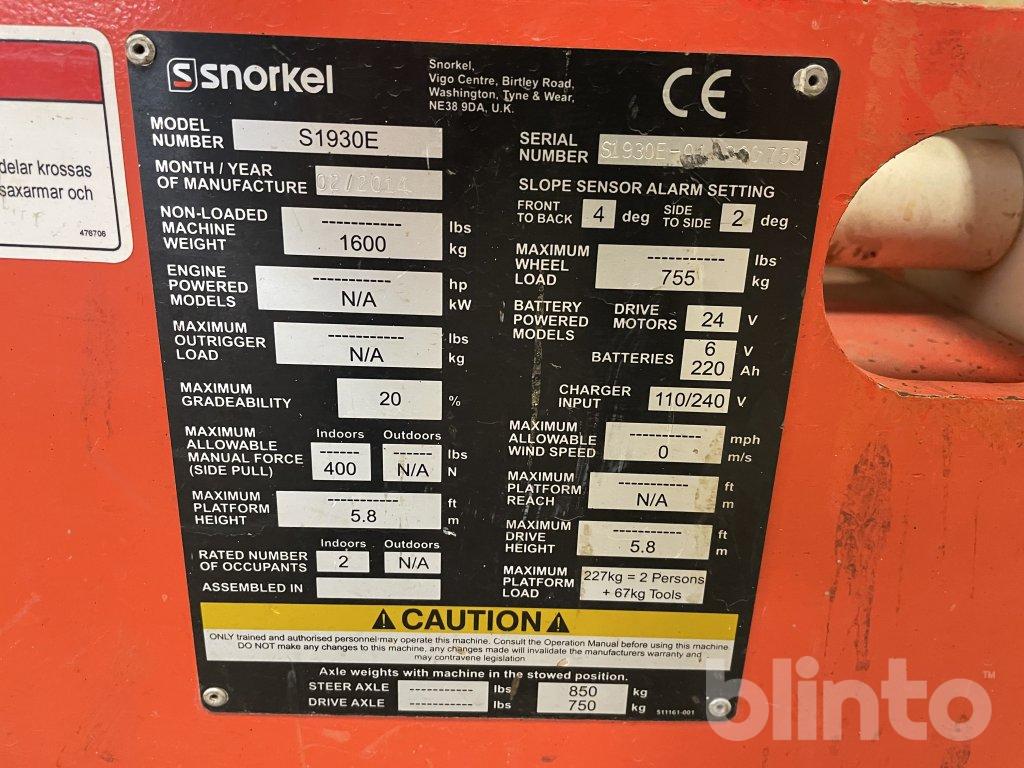 delar krossas
saxarmar och
476706
snorkel
Snorkel,
Vigo Centre, Birtley Road,
Washington, Tyne & Wear,
NE38 9DA, U.K.
CE
MODEL NUMBER S1930E
MONTH / YEAR OF MANUFACTURE 02/2014
NON-LOADED MACHINE WEIGHT ----------- lbs
1600 kg
ENGINE POWERED MODELS ----------- hp
N/A kW
MAXIMUM OUTRIGGER LOAD ----------- lbs
N/A kg
MAXIMUM GRADEABILITY 20 %
Indoors Outdoors
MAXIMUM ALLOWABLE MANUAL FORCE (SIDE PULL) ------ ------ lbs
400 N/A N
MAXIMUM PLATFORM HEIGHT ----------- ft
5.8 m
Indoors Outdoors
RATED NUMBER OF OCCUPANTS 2 N/A
ASSEMBLED IN
SERIAL NUMBER S1930E-01 753
SLOPE SENSOR ALARM SETTING
FRONT TO BACK 4 deg SIDE TO SIDE 2 deg
MAXIMUM WHEEL LOAD ----------- lbs
755 kg
BATTERY POWERED MODELS DRIVE MOTORS 24 V
BATTERIES 6 V
220 Ah
CHARGER INPUT 110/240 V
MAXIMUM ALLOWABLE WIND SPEED ----------- mph
0 m/s
MAXIMUM PLATFORM REACH ----------- ft
N/A m
MAXIMUM DRIVE HEIGHT ----------- ft
5.8 m
MAXIMUM PLATFORM LOAD 227kg = 2 Persons
+ 67kg Tools
CAUTION
ONLY trained and authorised personnel may operate this machine. Consult the Operation Manual before using this machine.
DO NOT make any changes to this machine, any changes made will invalidate the manufacturers warranty and
may contravene legislation
Axle weights with machine in the stowed position.
STEER AXLE ----------- lbs 850 kg
DRIVE AXLE ----------- lbs 750 kg
511161-001
blinto™